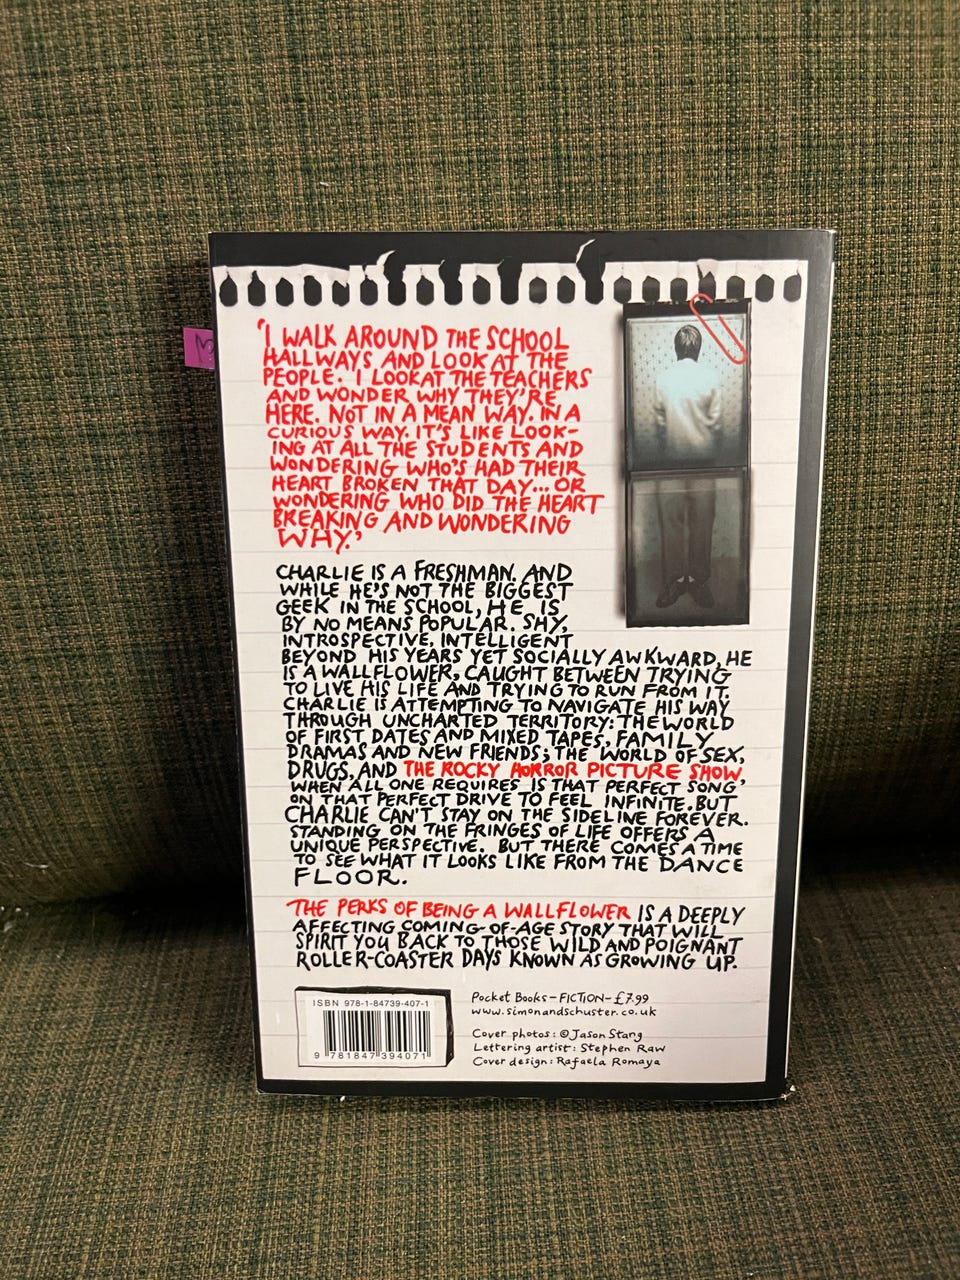 'I WALK AROUND THE SCHOOL
HALLWAYS AND LOOK AT THE
PEOPLE. I LOOK AT THE TEACHERS
AND WONDER WHY THEY'RE
HERE. NOT IN A MEAN WAY. IN A
CURIOUS WAY. IT'S LIKE LOOK-
ING AT ALL THE STUDENTS AND
WONDERING WHO'S HAD THEIR
HEART BROKEN THAT DAY... OR
WONDERING WHO DID THE HEART
BREAKING AND WONDERING
WHY.'
CHARLIE IS A FRESHMAN. AND
WHILE HE'S NOT THE BIGGEST
GEEK IN THE SCHOOL, HE IS
BY NO MEANS POPULAR. SHY,
INTROSPECTIVE, INTELLIGENT
BEYOND HIS YEARS YET SOCIALLY AWKWARD, HE
IS A WALLFLOWER, CAUGHT BETWEEN TRYING
TO LIVE HIS LIFE AND TRYING TO RUN FROM IT.
CHARLIE IS ATTEMPTING TO NAVIGATE HIS WAY
THROUGH UNCHARTED TERRITORY: THE WORLD
OF FIRST DATES AND MIXED TAPES, FAMILY
DRAMAS AND NEW FRIENDS; THE WORLD OF SEX,
DRUGS, AND THE ROCKY HORROR PICTURE SHOW,
WHEN ALL ONE REQUIRES IS THAT PERFECT SONG
ON THAT PERFECT DRIVE TO FEEL INFINITE. BUT
CHARLIE CAN'T STAY ON THE SIDELINE FOREVER.
STANDING ON THE FRINGES OF LIFE OFFERS A
UNIQUE PERSPECTIVE. BUT THERE COMES A TIME
TO SEE WHAT IT LOOKS LIKE FROM THE DANCE
FLOOR.
THE PERKS OF BEING A WALLFLOWER IS A DEEPLY
AFFECTING COMING-OF-AGE STORY THAT WILL
SPIRIT YOU BACK TO THOSE WILD AND POIGNANT
ROLLER-COASTER DAYS KNOWN AS GROWING UP.
ISBN 978-1-84739-407-1
9 781847 394071
Pocket Books - FICTION - £7.99
www.simonandschuster.co.uk
Cover photos: © Jason Stang
Lettering artist: Stephen Raw
Cover design: Rafaela Romaya